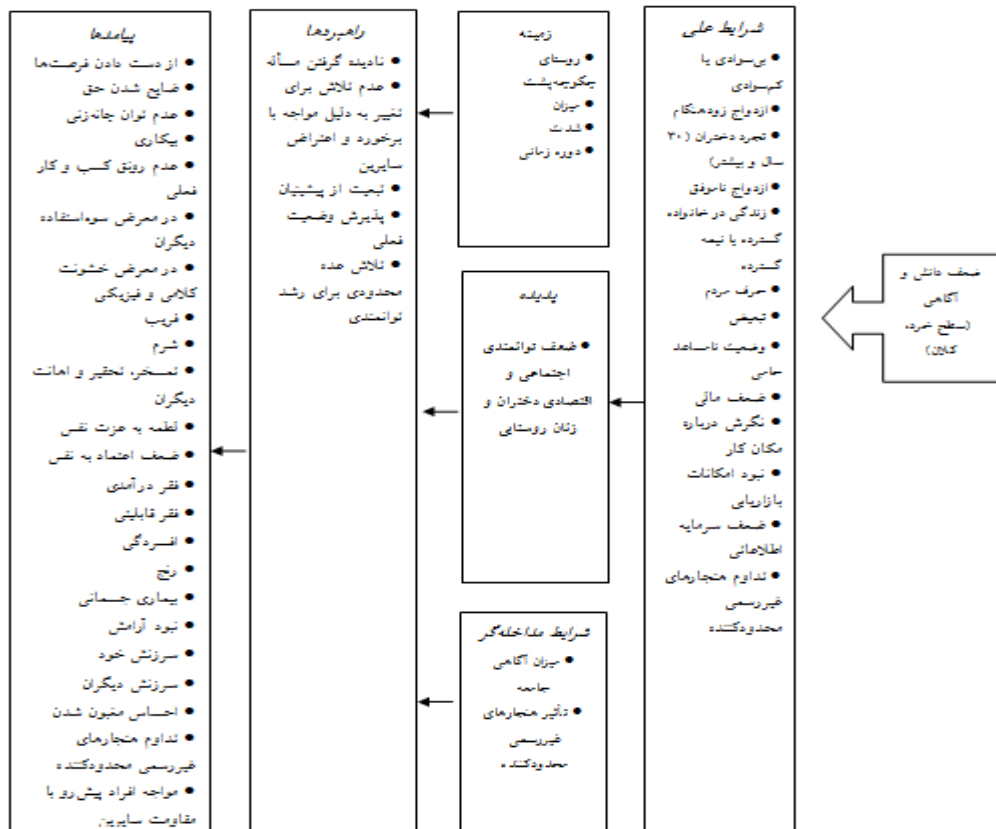 ضعف دانش و
آگاهی
(سطح خرد،
کلان)
شرایط علی
● بی‌سوادی یا
کم‌سوادی
● ازدواج زودهنگام
● تجرد دختران (۳۰
سال و بیشتر)
● ازدواج ناموفق
● زندگی در خانواده
گسترده یا نیمه
گسترده
● حرف مردم
● تبعیض
● وضعیت نامساعد
حامی
● ضعف مالی
● نگرش درباره
مکان کار
● نبود امکانات
بازاریابی
● ضعف سرمایه
اطلاعاتی
● تداوم هنجارهای
غیررسمی
محدودکننده
زمینه
● روستای
جکوجه‌پشت
● میزان
● شدت
● دوره زمانی
پدیده
● ضعف توانمندی
اجتماعی و
اقتصادی دختران و
زنان روستایی
شرایط مداخله‌گر
● میزان آگاهی
جامعه
● تأثیر هنجارهای
غیررسمی
محدودکننده
راهبردها
● نادیده گرفتن مسأله
● عدم تلاش برای
تغییر به دلیل مواجه با
برخورد و اعتراض
سایرین
● تبعیت از پیشینیان
● پذیرش وضعیت
فعلی
● تلاش عده
محدودی برای رشد
توانمندی
پیامدها
● از دست دادن فرصت‌ها
● ضایع شدن حق
● عدم توان چانه‌زنی
● بیکاری
● عدم رونق کسب و کار
فعلی
● در معرض سوءاستفاده
دیگران
● در معرض خشونت
کلامی و فیزیکی
● فریب
● شرم
● تمسخر، تحقیر و اهانت
دیگران
● لطمه به عزت نفس
● ضعف اعتماد به نفس
● فقر درآمدی
● فقر قابلیتی
● افسردگی
● رنج
● بیماری جسمانی
● نبود آرامش
● سرزنش خود
● سرزنش دیگران
● احساس مغبون شدن
● تداوم هنجارهای
غیررسمی محدودکننده
● مواجه افراد پیش‌رو با
مقاومت سایرین